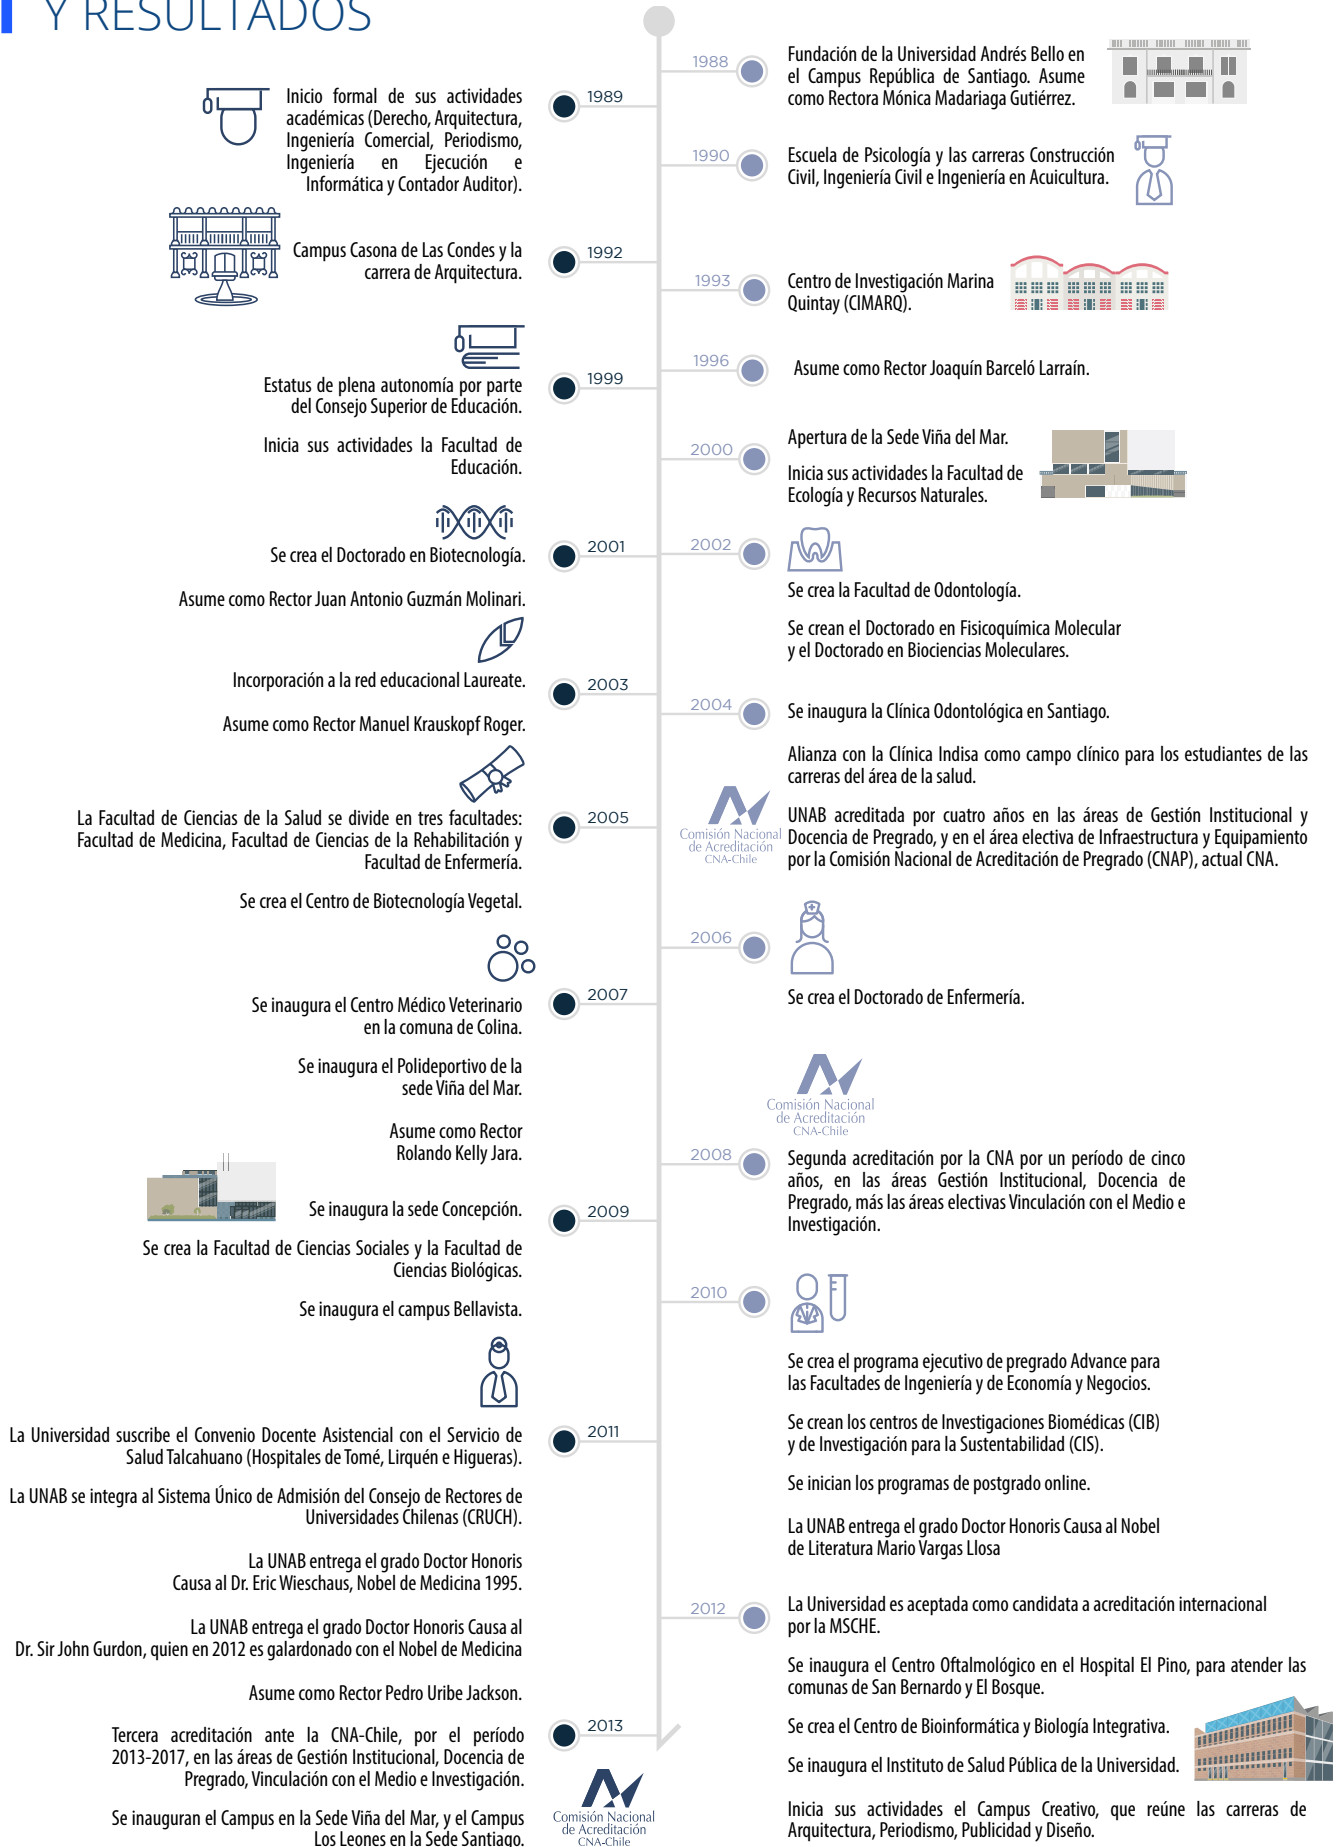 Y RESULTADOS
1988
Fundación de la Universidad Andrés Bello en
el Campus República de Santiago. Asume
como Rectora Mónica Madariaga Gutiérrez.
1989
Inicio formal de sus actividades
académicas (Derecho, Arquitectura,
Ingeniería Comercial, Periodismo,
Ingeniería en Ejecución e
Informática y Contador Auditor).
1990
Escuela de Psicología y las carreras Construcción
Civil, Ingeniería Civil e Ingeniería en Acuicultura.
1992
Campus Casona de Las Condes y la
carrera de Arquitectura.
1993
Centro de Investigación Marina
Quintay (CIMARQ).
1996
Asume como Rector Joaquín Barceló Larraín.
1999
Estatus de plena autonomía por parte
del Consejo Superior de Educación.
Inicia sus actividades la Facultad de
Educación.
2000
Apertura de la Sede Viña del Mar.
Inicia sus actividades la Facultad de
Ecología y Recursos Naturales.
2001
Se crea el Doctorado en Biotecnología.
Asume como Rector Juan Antonio Guzmán Molinari.
2002
Se crea la Facultad de Odontología.
Se crean el Doctorado en Fisicoquímica Molecular
y el Doctorado en Biociencias Moleculares.
2003
Incorporación a la red educacional Laureate.
Asume como Rector Manuel Krauskopf Roger.
2004
Se inaugura la Clínica Odontológica en Santiago.
Alianza con la Clínica Indisa como campo clínico para los estudiantes de las
carreras del área de la salud.
Comisión Nacional
de Acreditación
CNA-Chile
UNAB acreditada por cuatro años en las áreas de Gestión Institucional y
Docencia de Pregrado, y en el área electiva de Infraestructura y Equipamiento
por la Comisión Nacional de Acreditación de Pregrado (CNAP), actual CNA.
2005
La Facultad de Ciencias de la Salud se divide en tres facultades:
Facultad de Medicina, Facultad de Ciencias de la Rehabilitación y
Facultad de Enfermería.
Se crea el Centro de Biotecnología Vegetal.
2006
Se crea el Doctorado de Enfermería.
2007
Se inaugura el Centro Médico Veterinario
en la comuna de Colina.
Se inaugura el Polideportivo de la
sede Viña del Mar.
Asume como Rector
Rolando Kelly Jara.
Comisión Nacional
de Acreditación
CNA-Chile
2008
Segunda acreditación por la CNA por un período de cinco
años, en las áreas Gestión Institucional, Docencia de
Pregrado, más las áreas electivas Vinculación con el Medio e
Investigación.
2009
Se inaugura la sede Concepción.
Se crea la Facultad de Ciencias Sociales y la Facultad de
Ciencias Biológicas.
Se inaugura el campus Bellavista.
2010
Se crea el programa ejecutivo de pregrado Advance para
las Facultades de Ingeniería y de Economía y Negocios.
Se crean los centros de Investigaciones Biomédicas (CIB)
y de Investigación para la Sustentabilidad (CIS).
Se inician los programas de postgrado online.
La UNAB entrega el grado Doctor Honoris Causa al Nobel
de Literatura Mario Vargas Llosa
2011
La Universidad suscribe el Convenio Docente Asistencial con el Servicio de
Salud Talcahuano (Hospitales de Tomé, Lirquén e Higueras).
La UNAB se integra al Sistema Único de Admisión del Consejo de Rectores de
Universidades Chilenas (CRUCH).
La UNAB entrega el grado Doctor Honoris
Causa al Dr. Eric Wieschaus, Nobel de Medicina 1995.
La UNAB entrega el grado Doctor Honoris Causa al
Dr. Sir John Gurdon, quien en 2012 es galardonado con el Nobel de Medicina
Asume como Rector Pedro Uribe Jackson.
2012
La Universidad es aceptada como candidata a acreditación internacional
por la MSCHE.
Se inaugura el Centro Oftalmológico en el Hospital El Pino, para atender las
comunas de San Bernardo y El Bosque.
Se crea el Centro de Bioinformática y Biología Integrativa.
Se inaugura el Instituto de Salud Pública de la Universidad.
Inicia sus actividades el Campus Creativo, que reúne las carreras de
Arquitectura, Periodismo, Publicidad y Diseño.
2013
Tercera acreditación ante la CNA-Chile, por el período
2013-2017, en las áreas de Gestión Institucional, Docencia de
Pregrado, Vinculación con el Medio e Investigación.
Se inauguran el Campus en la Sede Viña del Mar, y el Campus
Los Leones en la Sede Santiago.
Comisión Nacional
de Acreditación
CNA-Chile